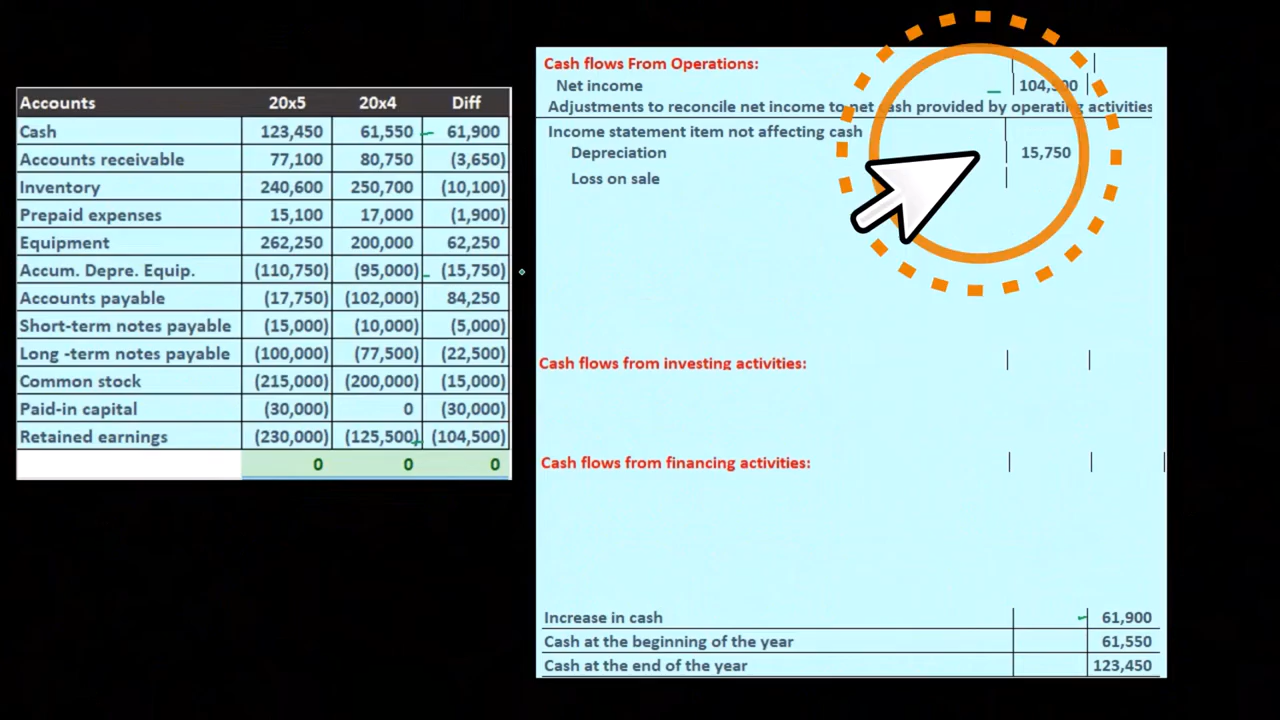 Accounts 20x5 20x4 Diff
Cash 123,450 61,550 61,900
Accounts receivable 77,100 80,750 (3,650)
Inventory 240,600 250,700 (10,100)
Prepaid expenses 15,100 17,000 (1,900)
Equipment 262,250 200,000 62,250
Accum. Depre. Equip. (110,750) (95,000) (15,750)
Accounts payable (17,750) (102,000) 84,250
Short-term notes payable (15,000) (10,000) (5,000)
Long -term notes payable (100,000) (77,500) (22,500)
Common stock (215,000) (200,000) (15,000)
Paid-in capital (30,000) 0 (30,000)
Retained earnings (230,000) (125,500) (104,500)
0 0 0
Cash flows From Operations:
Net income 104,500
Adjustments to reconcile net income to net cash provided by operating activities
Income statement item not affecting cash
Depreciation 15,750
Loss on sale
Cash flows from investing activities:
Cash flows from financing activities:
Increase in cash 61,900
Cash at the beginning of the year 61,550
Cash at the end of the year 123,450